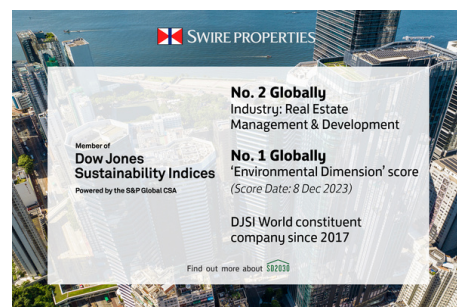 SWIRE PROPERTIES
No. 2 Globally
Industry: Real Estate
Management & Development
Member of
Dow Jones
Sustainability Indices
Powered by the S&P Global CSA
No. 1 Globally
‘Environmental Dimension’ score
(Score Date: 8 Dec 2023)
DJSI World constituent
company since 2017
Find out more about SD2030